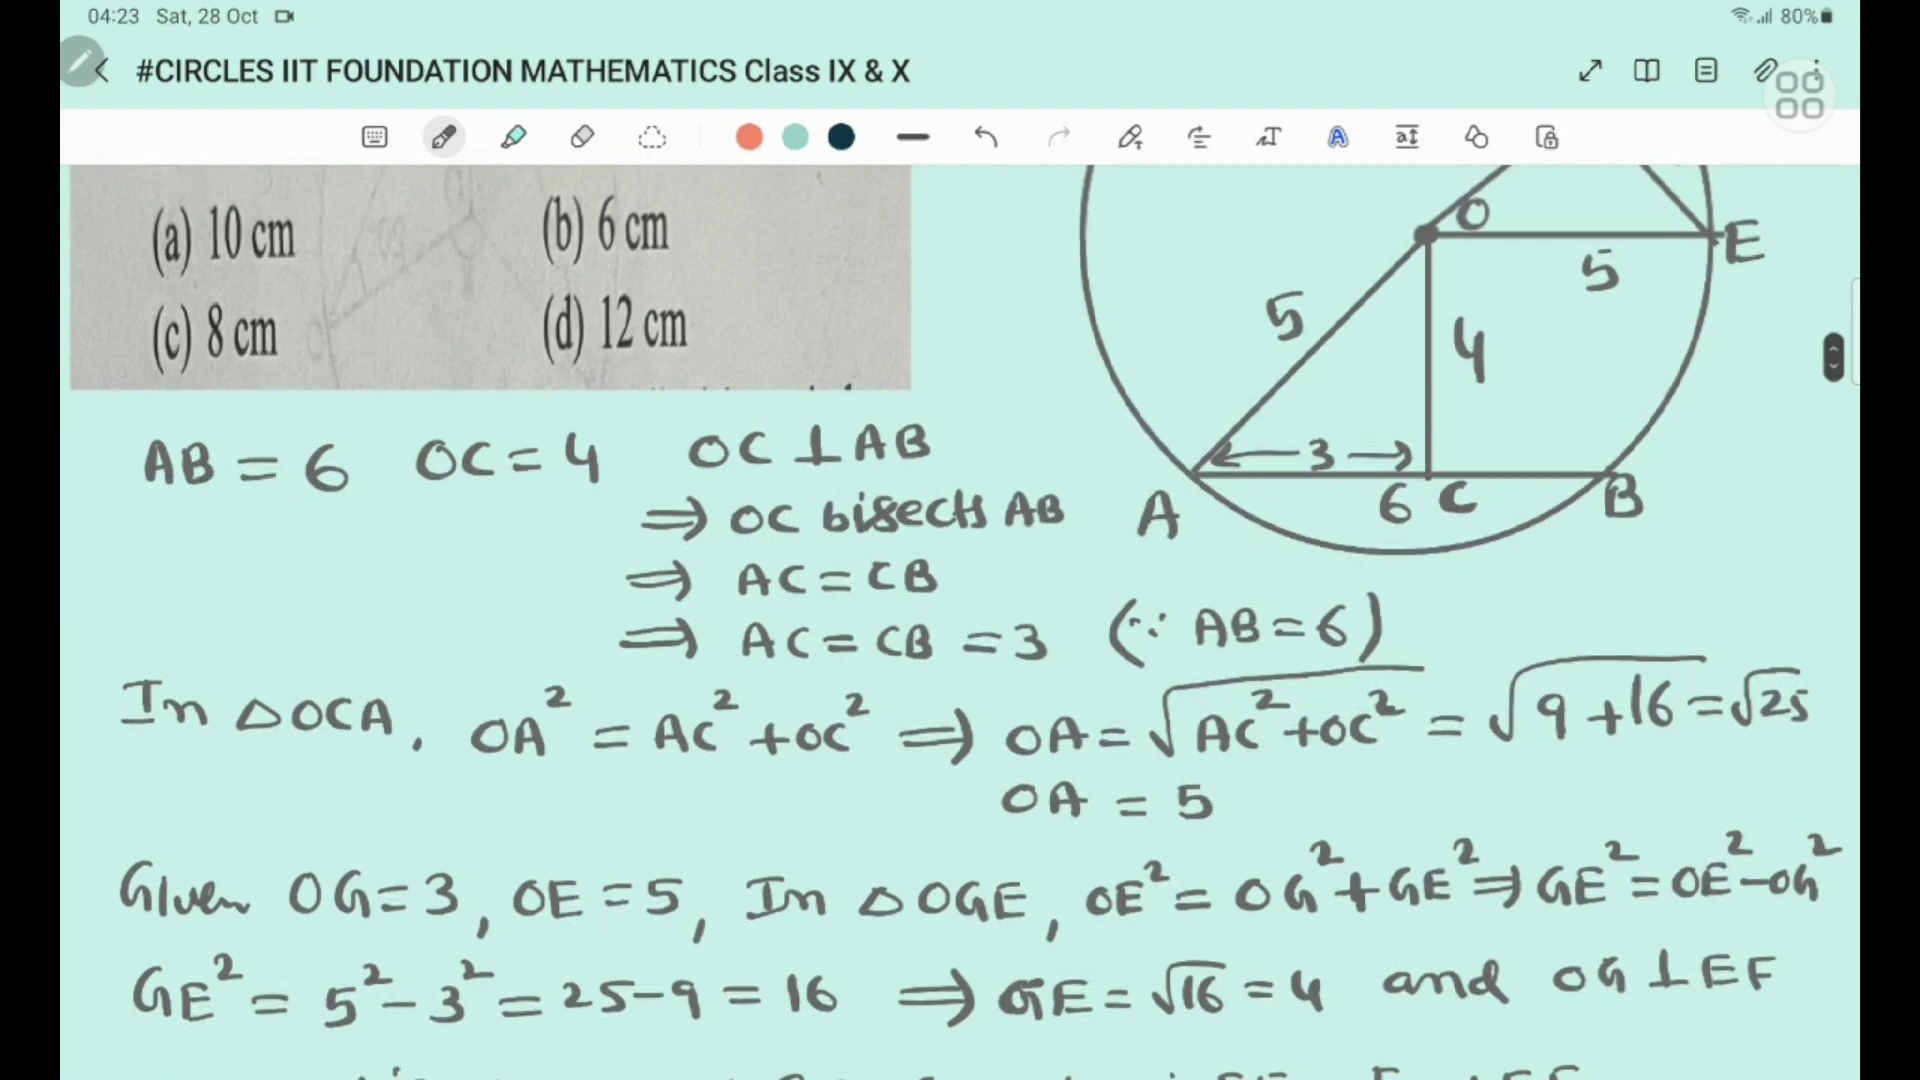 04:23 Sat, 28 Oct
80%
#CIRCLES IIT FOUNDATION MATHEMATICS Class IX & X
(a) 10 cm (b) 6 cm
(c) 8 cm (d) 12 cm
O
E
5
5
4
3
A
6 C
B
AB = 6 OC = 4 OC ⊥ AB
⇒ OC bisects AB
⇒ AC = CB
⇒ AC = CB = 3 (∵ AB = 6)
In △OCA, OA² = AC² + OC² ⇒ OA = √(AC² + OC²) = √(9 + 16) = √25
OA = 5
Given OG = 3, OE = 5, In △OGE, OE² = OG² + GE² ⇒ GE² = OE² - OG²
GE² = 5² - 3² = 25 - 9 = 16 ⇒ GE = √16 = 4 and OG ⊥ EF